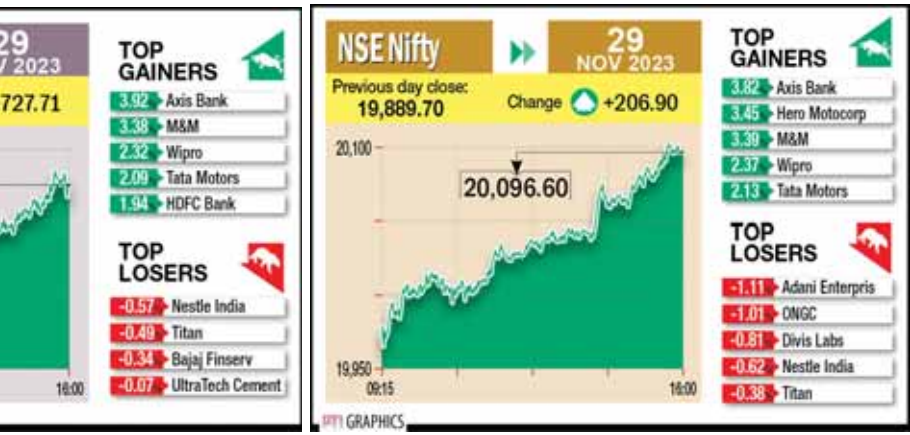 29
V 2023
727.71
16:00
TOP
GAINERS
3.92 Axis Bank
3.38 M&M
2.32 Wipro
2.09 Tata Motors
1.94 HDFC Bank
TOP
LOSERS
-0.57 Nestle India
-0.49 Titan
-0.34 Bajaj Finserv
-0.07 UltraTech Cement
NSE Nifty
29
NOV 2023
Previous day close:
19,889.70
Change +206.90
20,100
20,096.60
19,950
09:15
16:00
PTI GRAPHICS
TOP
GAINERS
3.82 Axis Bank
3.45 Hero Motocorp
3.39 M&M
2.37 Wipro
2.13 Tata Motors
TOP
LOSERS
-1.11 Adani Enterpris
-1.01 ONGC
-0.81 Divis Labs
-0.62 Nestle India
-0.38 Titan